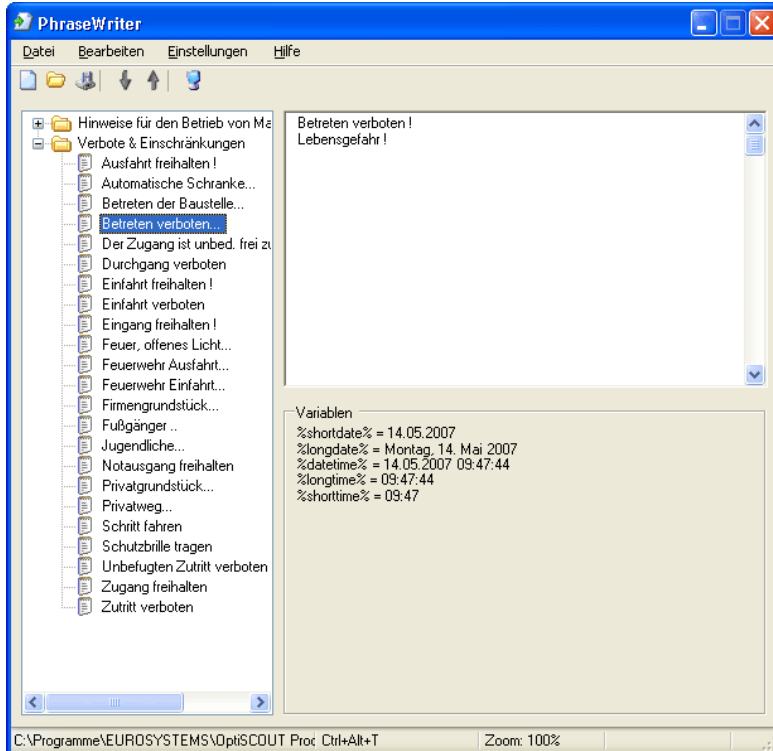 PhraseWriter
Datei Bearbeiten Einstellungen Hilfe
Hinweise für den Betrieb von Ma
Verbote & Einschränkungen
Ausfahrt freihalten !
Automatische Schranke...
Betreten der Baustelle...
Betreten verboten...
Der Zugang ist unbed. frei zu
Durchgang verboten
Einfahrt freihalten !
Einfahrt verboten
Eingang freihalten !
Feuer, offenes Licht...
Feuerwehr Ausfahrt...
Feuerwehr Einfahrt...
Firmengrundstück...
Fußgänger ..
Jugendliche...
Notausgang freihalten
Privatgrundstück...
Privatweg...
Schritt fahren
Schutzbrille tragen
Unbefugten Zutritt verboten
Zugang freihalten
Zutritt verboten
Betreten verboten !
Lebensgefahr !
Variablen
%shortdate% = 14.05.2007
%longdate% = Montag, 14. Mai 2007
%datetime% = 14.05.2007 09:47:44
%longtime% = 09:47:44
%shorttime% = 09:47
C:\Programme\EUROSYSTEMS\OptiSCOUT Prod Ctrl+Alt+T Zoom: 100%